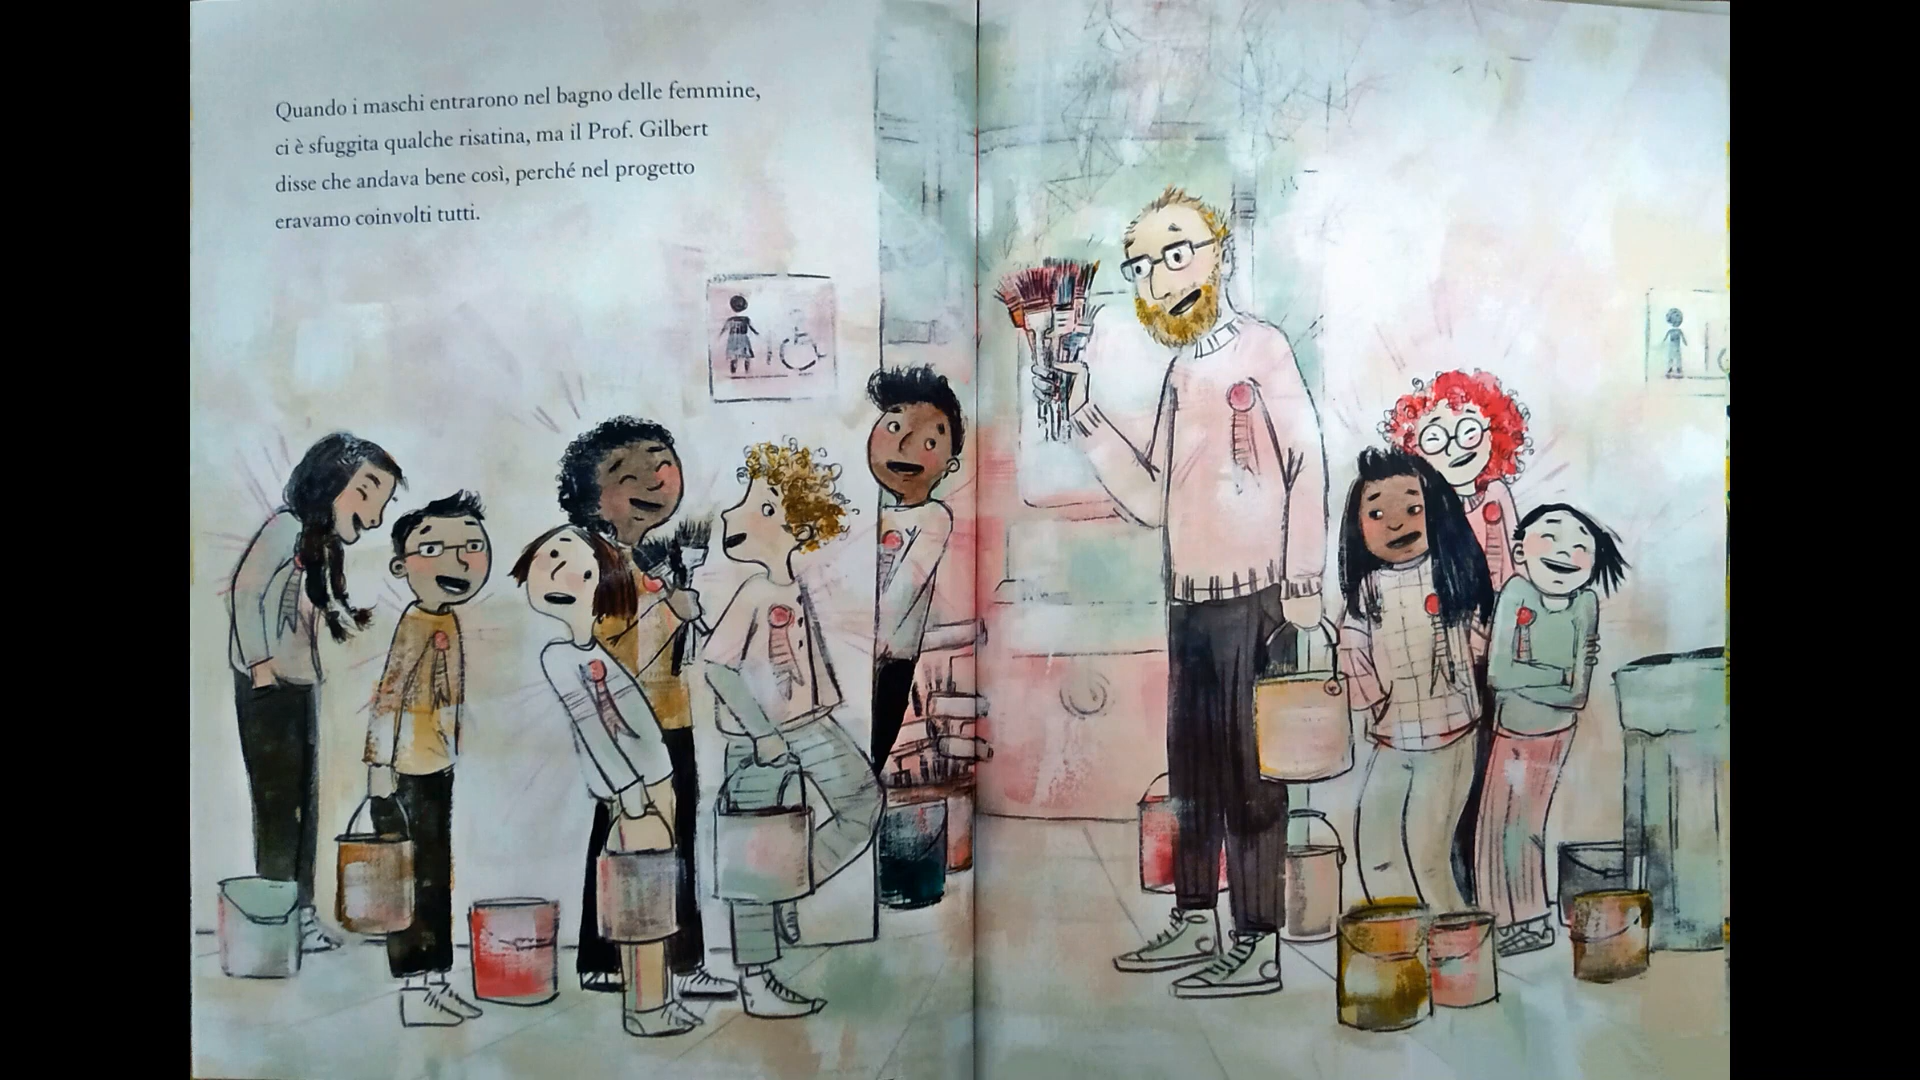 Quando i maschi entrarono nel bagno delle femmine,
ci è sfuggita qualche risatina, ma il Prof. Gilbert
disse che andava bene così, perché nel progetto
eravamo coinvolti tutti.